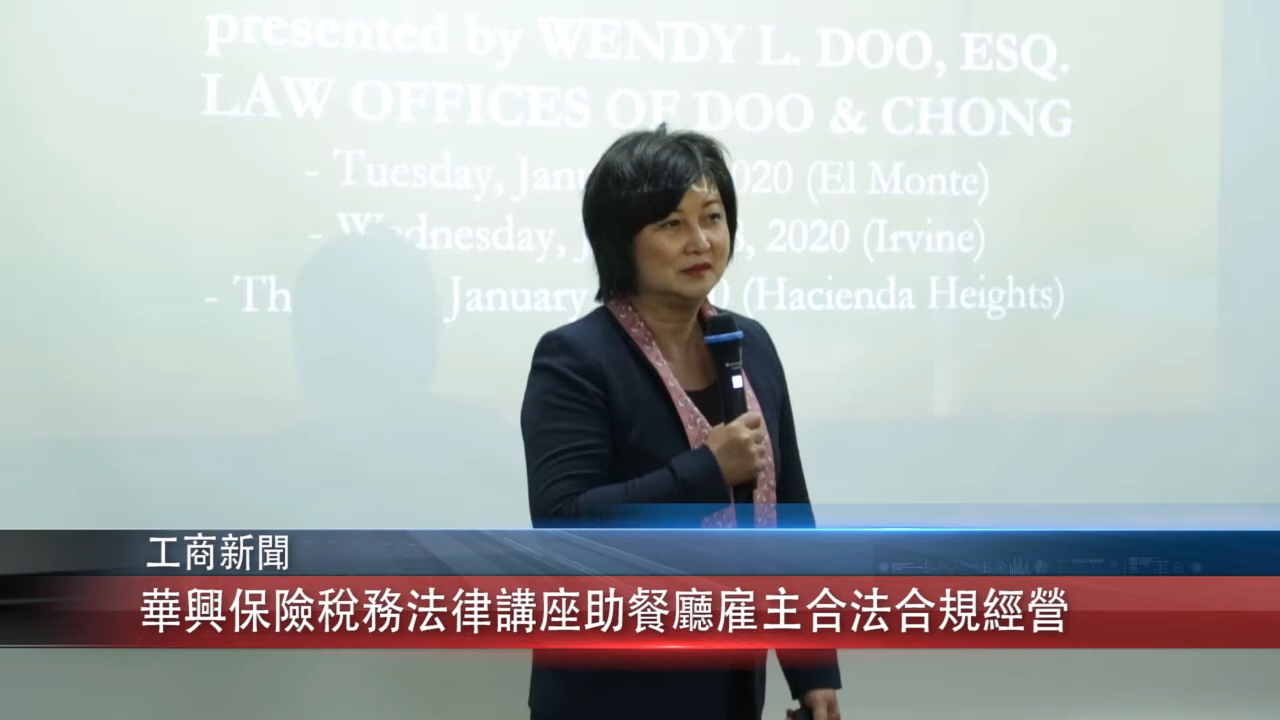 presented by WENDY L. DOO, ESQ.
LAW OFFICES OF DOO & CHONG
- Tuesday, (El Monte)
- Wednesday, 2020 (Irvine)
- January (Hacienda Heights)
工商新聞
華興保險稅務法律講座助餐廳雇主合法合規經營